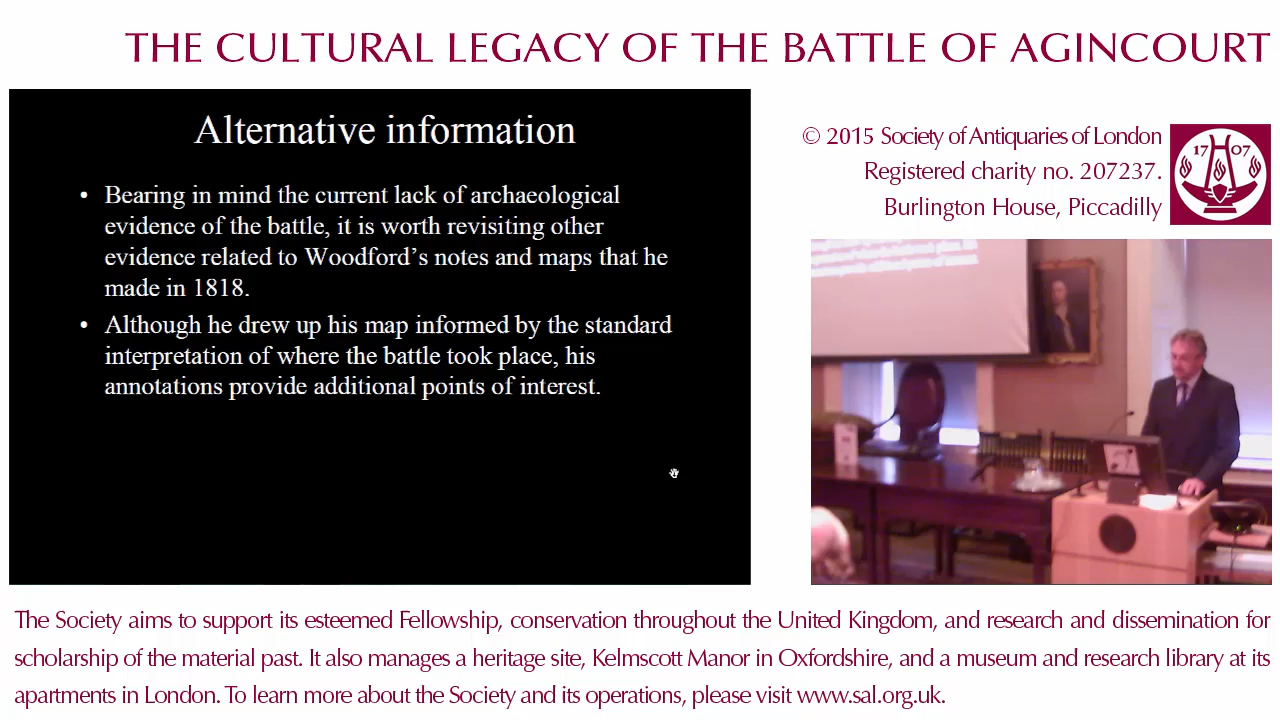 THE CULTURAL LEGACY OF THE BATTLE OF AGINCOURT
Alternative information
• Bearing in mind the current lack of archaeological
evidence of the battle, it is worth revisiting other
evidence related to Woodford’s notes and maps that he
made in 1818.
• Although he drew up his map informed by the standard
interpretation of where the battle took place, his
annotations provide additional points of interest.
© 2015 Society of Antiquaries of London
Registered charity no. 207237.
Burlington House, Piccadilly
17 07
The Society aims to support its esteemed Fellowship, conservation throughout the United Kingdom, and research and dissemination for
scholarship of the material past. It also manages a heritage site, Kelmscott Manor in Oxfordshire, and a museum and research library at its
apartments in London. To learn more about the Society and its operations, please visit www.sal.org.uk.